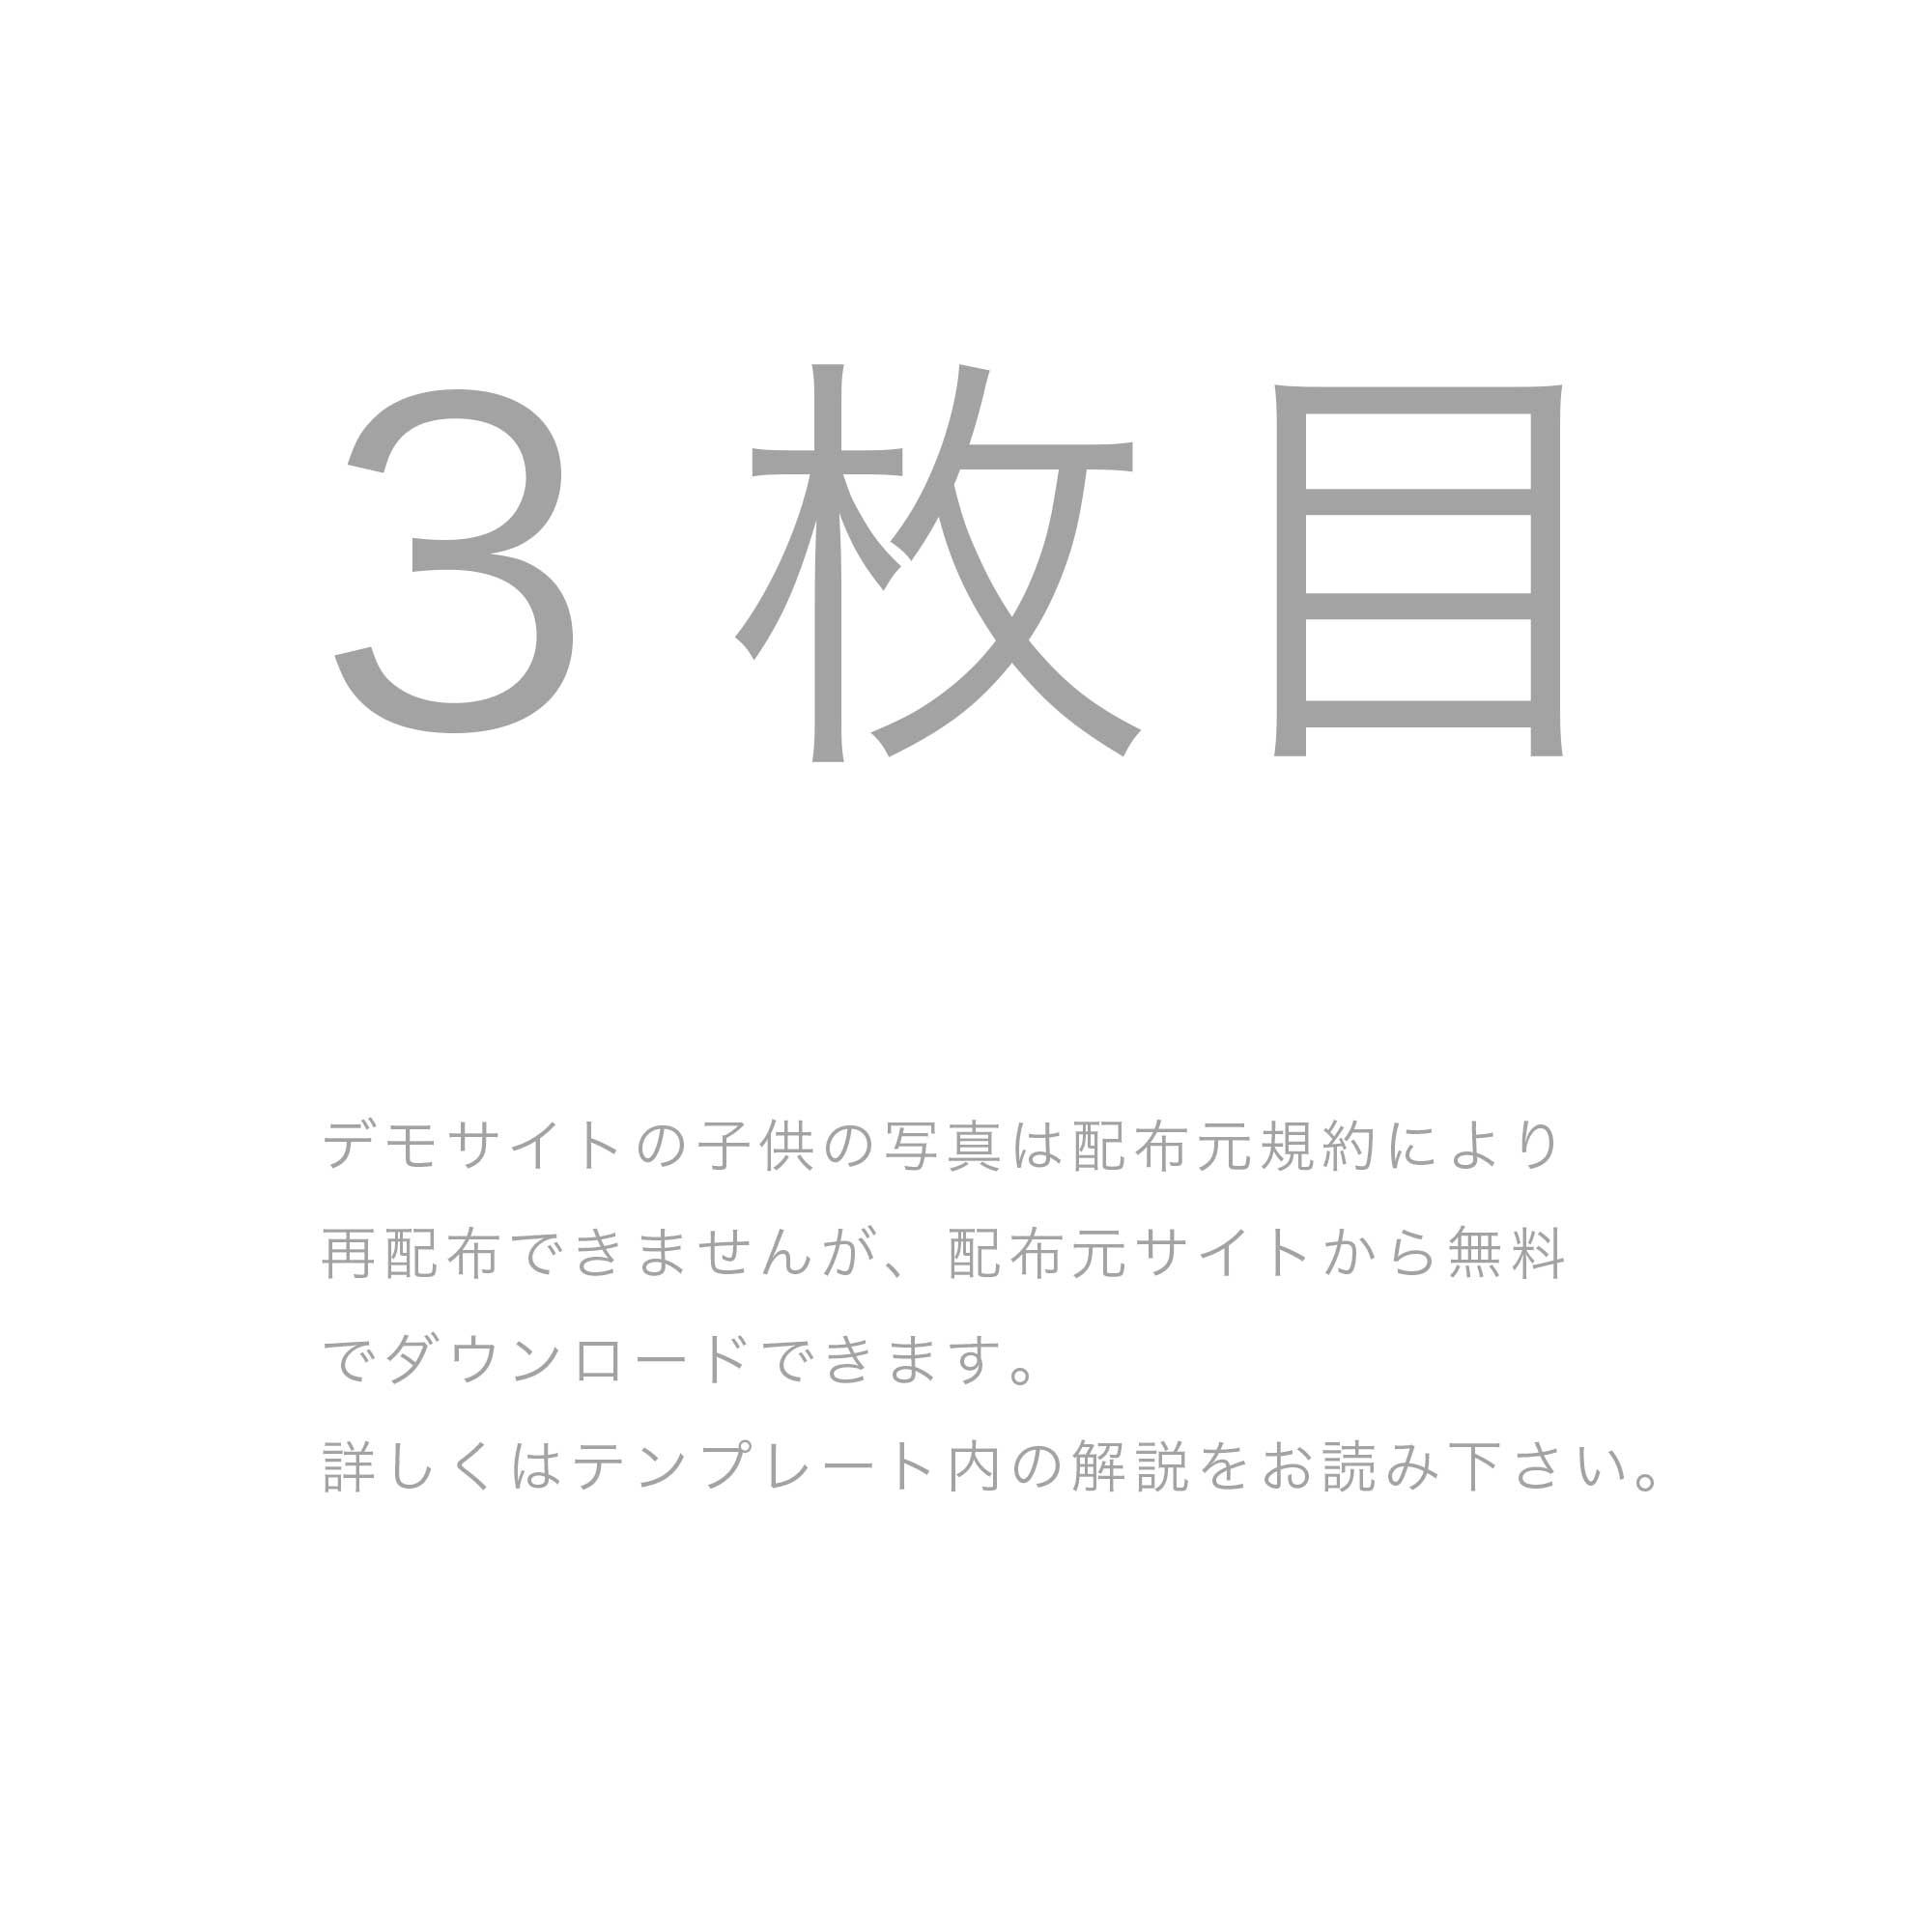 3枚目
デモサイトの子供の写真は配布元規約により
再配布できませんが、配布元サイトから無料
でダウンロードできます。
詳しくはテンプレート内の解説をお読み下さい。